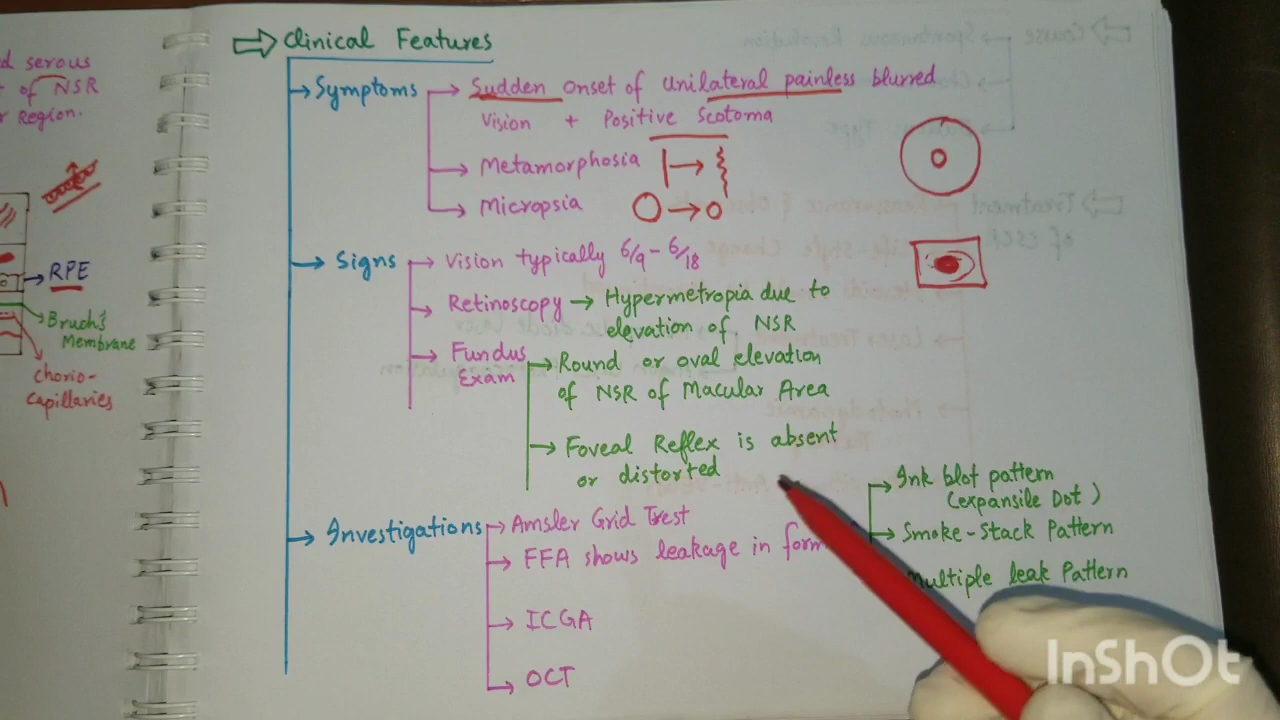 d serous
t of NSR
r Region.
RPE
Bruch's
Membrane
Chorio-
Capillaries
Clinical Features
Symptoms
Sudden onset of unilateral painless blurred
Vision + Positive Scotoma
Metamorphosia
Micropsia
Signs
Vision typically 6/9 - 6/18
Retinoscopy → Hypermetropia due to
elevation of NSR
Fundus
Exam
Round or oval elevation
of NSR of Macular Area
Foveal Reflex is absent
or distorted
Investigations
Amsler Grid Trest
FFA shows leakage in form
Ink blot pattern
(expansile Dot)
Smoke-Stack Pattern
Multiple leak Pattern
ICGA
OCT
InShOt